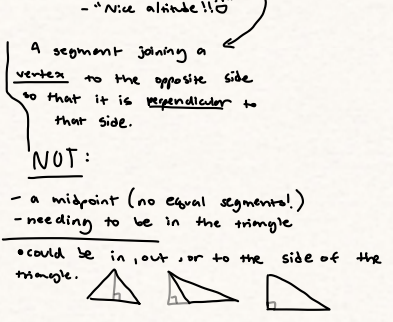 - "Nice altitude!!
A segment joining a
vertex to the opposite side
so that it is perpendicular to
that side.
NOT:
- a midpoint (no equal segments!)
- needing to be in the triangle
• could be in, out, or to the side of the
triangle.